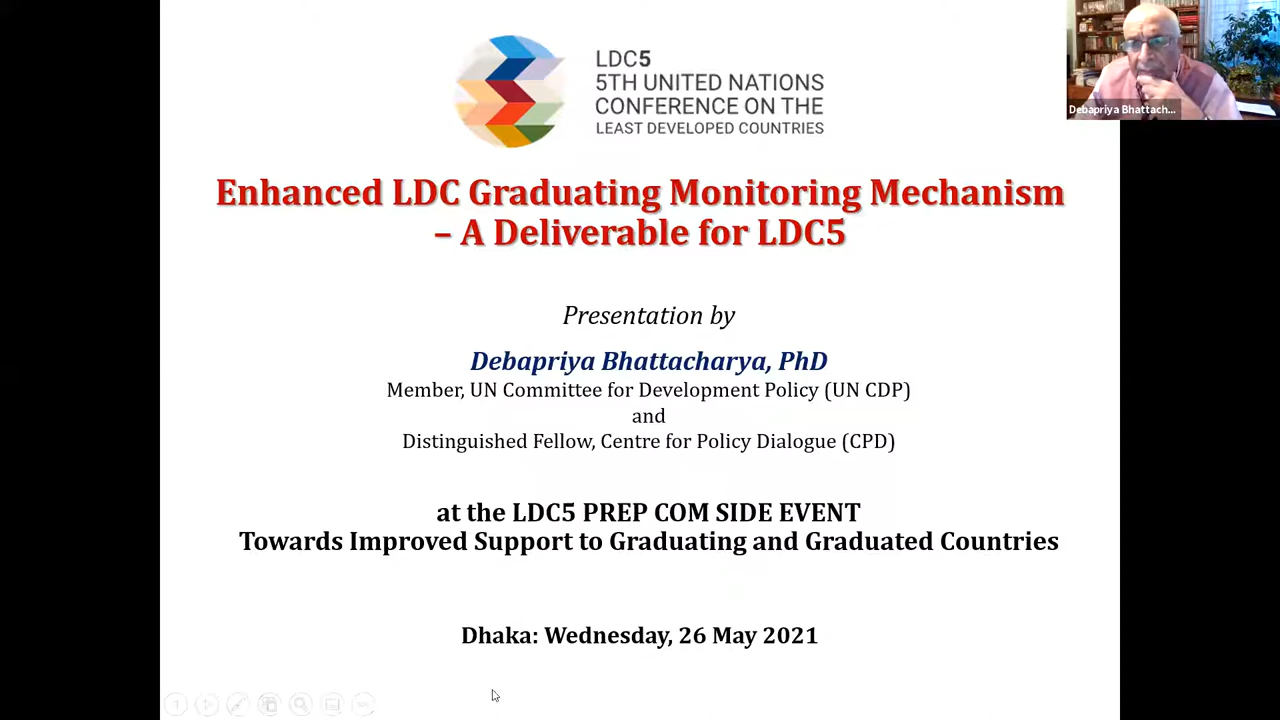 LDC5
5TH UNITED NATIONS
CONFERENCE ON THE
LEAST DEVELOPED COUNTRIES
Debapriya Bhattach...
Enhanced LDC Graduating Monitoring Mechanism
– A Deliverable for LDC5
Presentation by
Debapriya Bhattacharya, PhD
Member, UN Committee for Development Policy (UN CDP)
and
Distinguished Fellow, Centre for Policy Dialogue (CPD)
at the LDC5 PREP COM SIDE EVENT
Towards Improved Support to Graduating and Graduated Countries
Dhaka: Wednesday, 26 May 2021